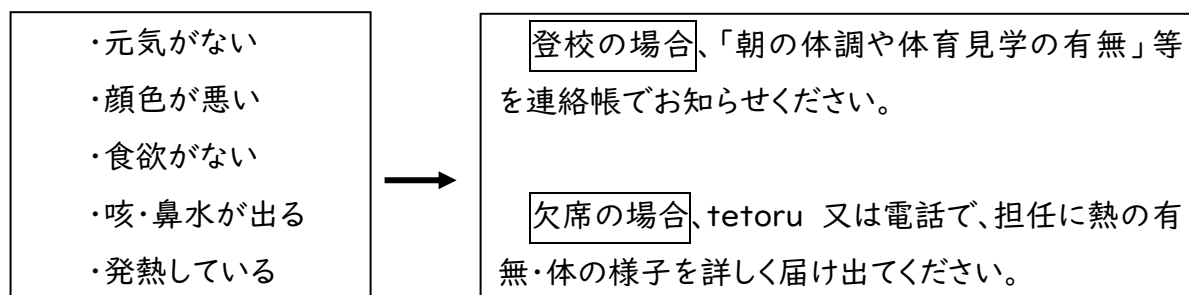 ・元気がない
・顔色が悪い
・食欲がない
・咳・鼻水が出る
・発熱している
登校の場合、「朝の体調や体育見学の有無」等
を連絡帳でお知らせください。
欠席の場合、tetoru 又は電話で、担任に熱の有
無・体の様子を詳しく届け出てください。